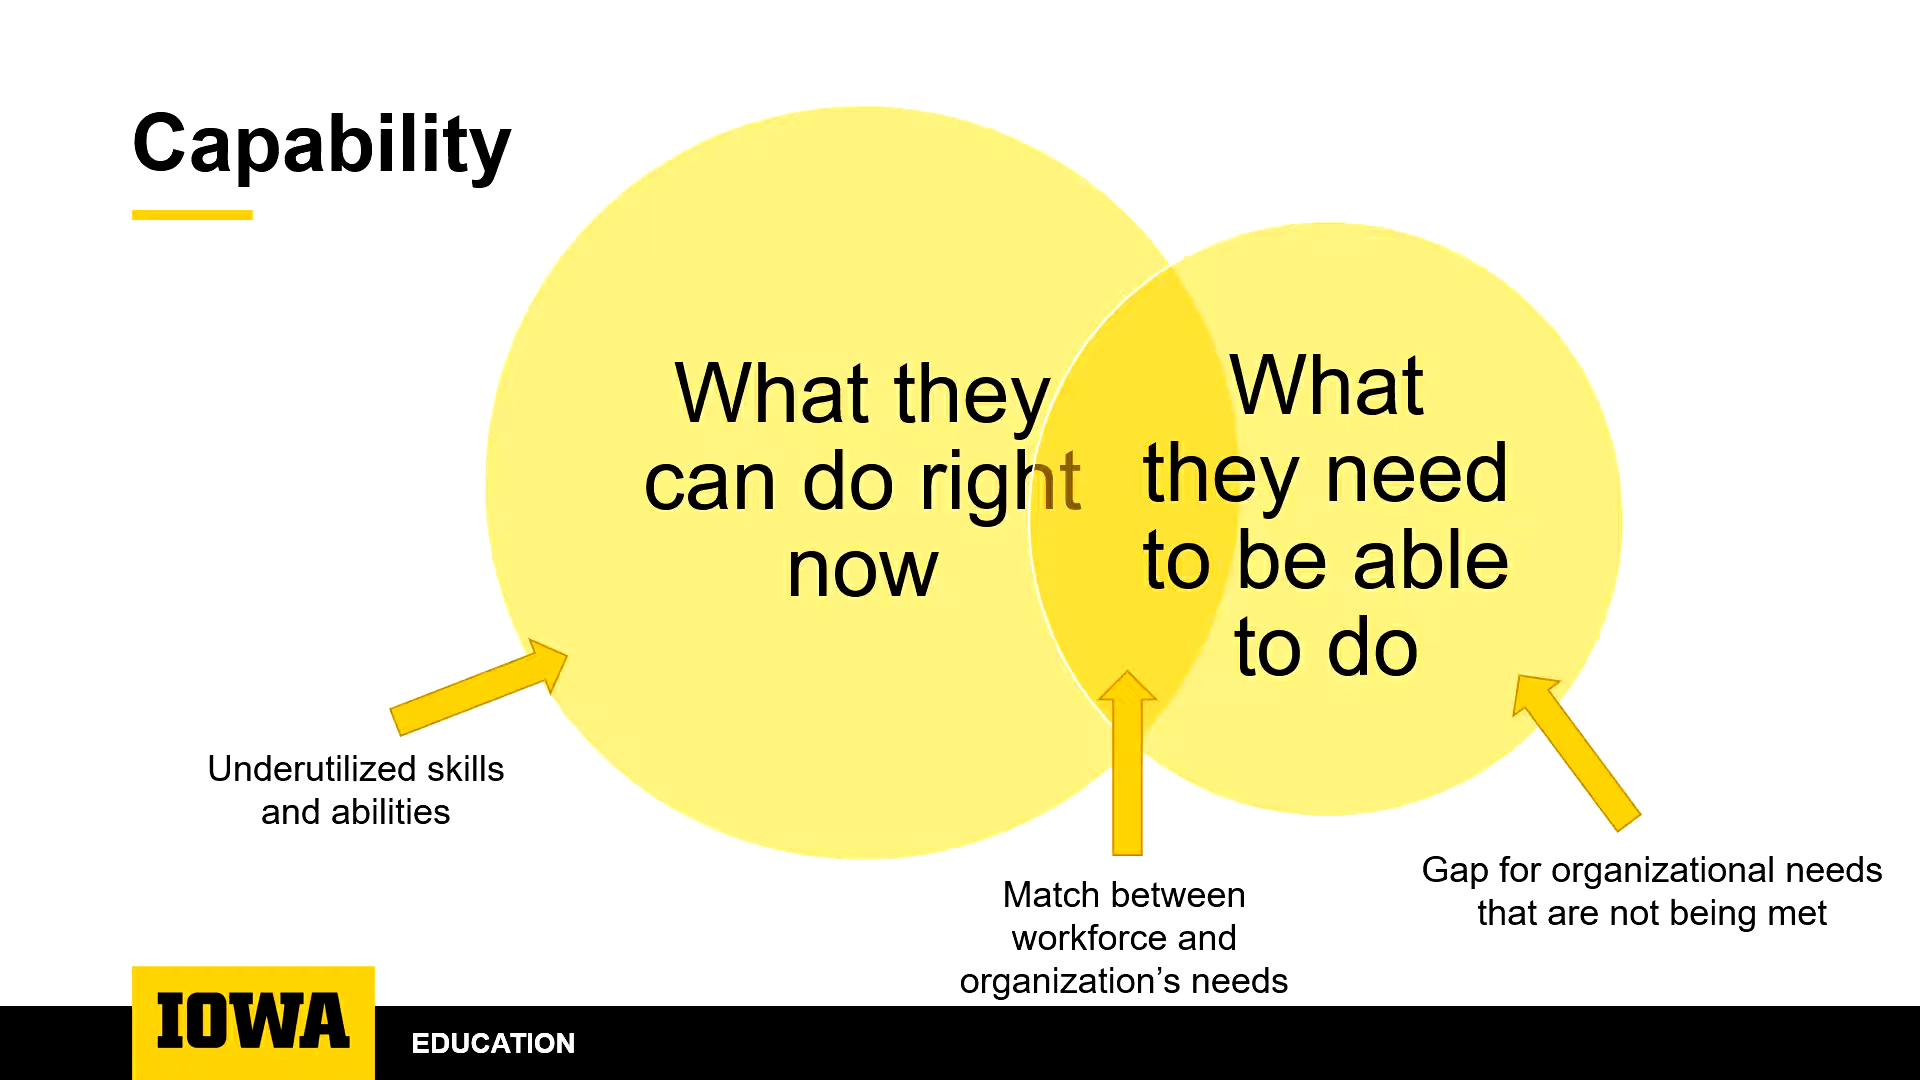 Capability
What they
can do right
now
What
they need
to be able
to do
Underutilized skills
and abilities
Match between
workforce and
organization’s needs
Gap for organizational needs
that are not being met
IOWA
EDUCATION